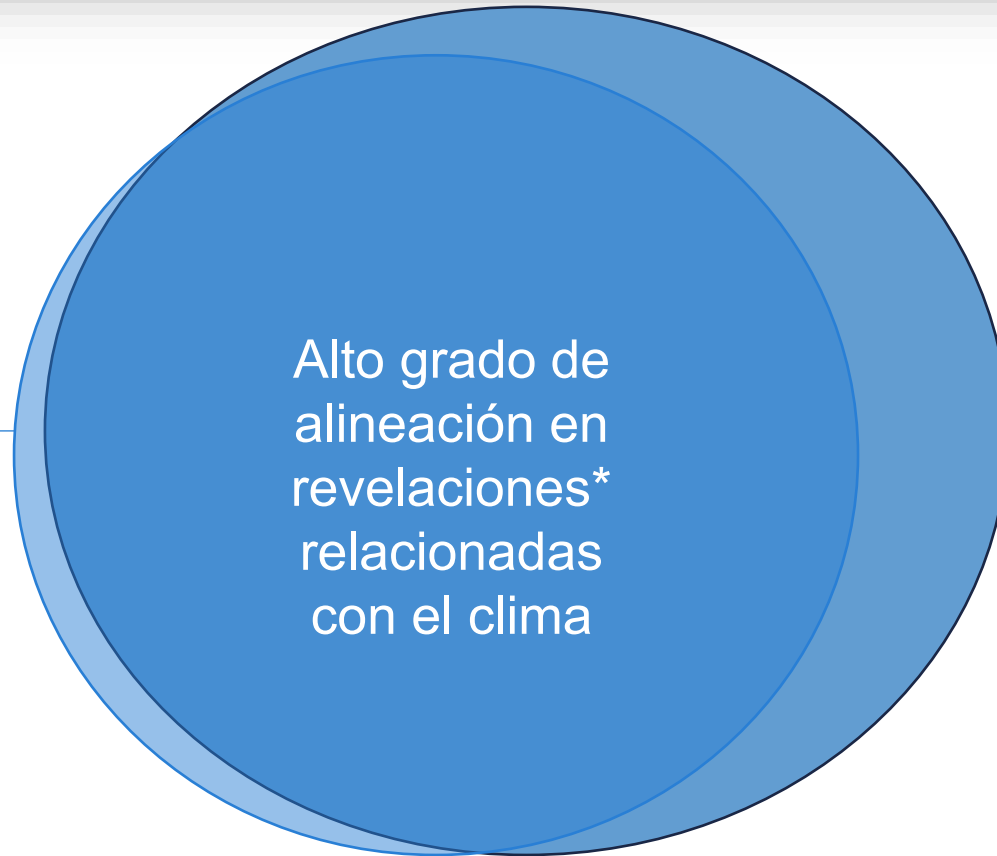 Alto grado de
alineación en
revelaciones*
relacionadas
con el clima